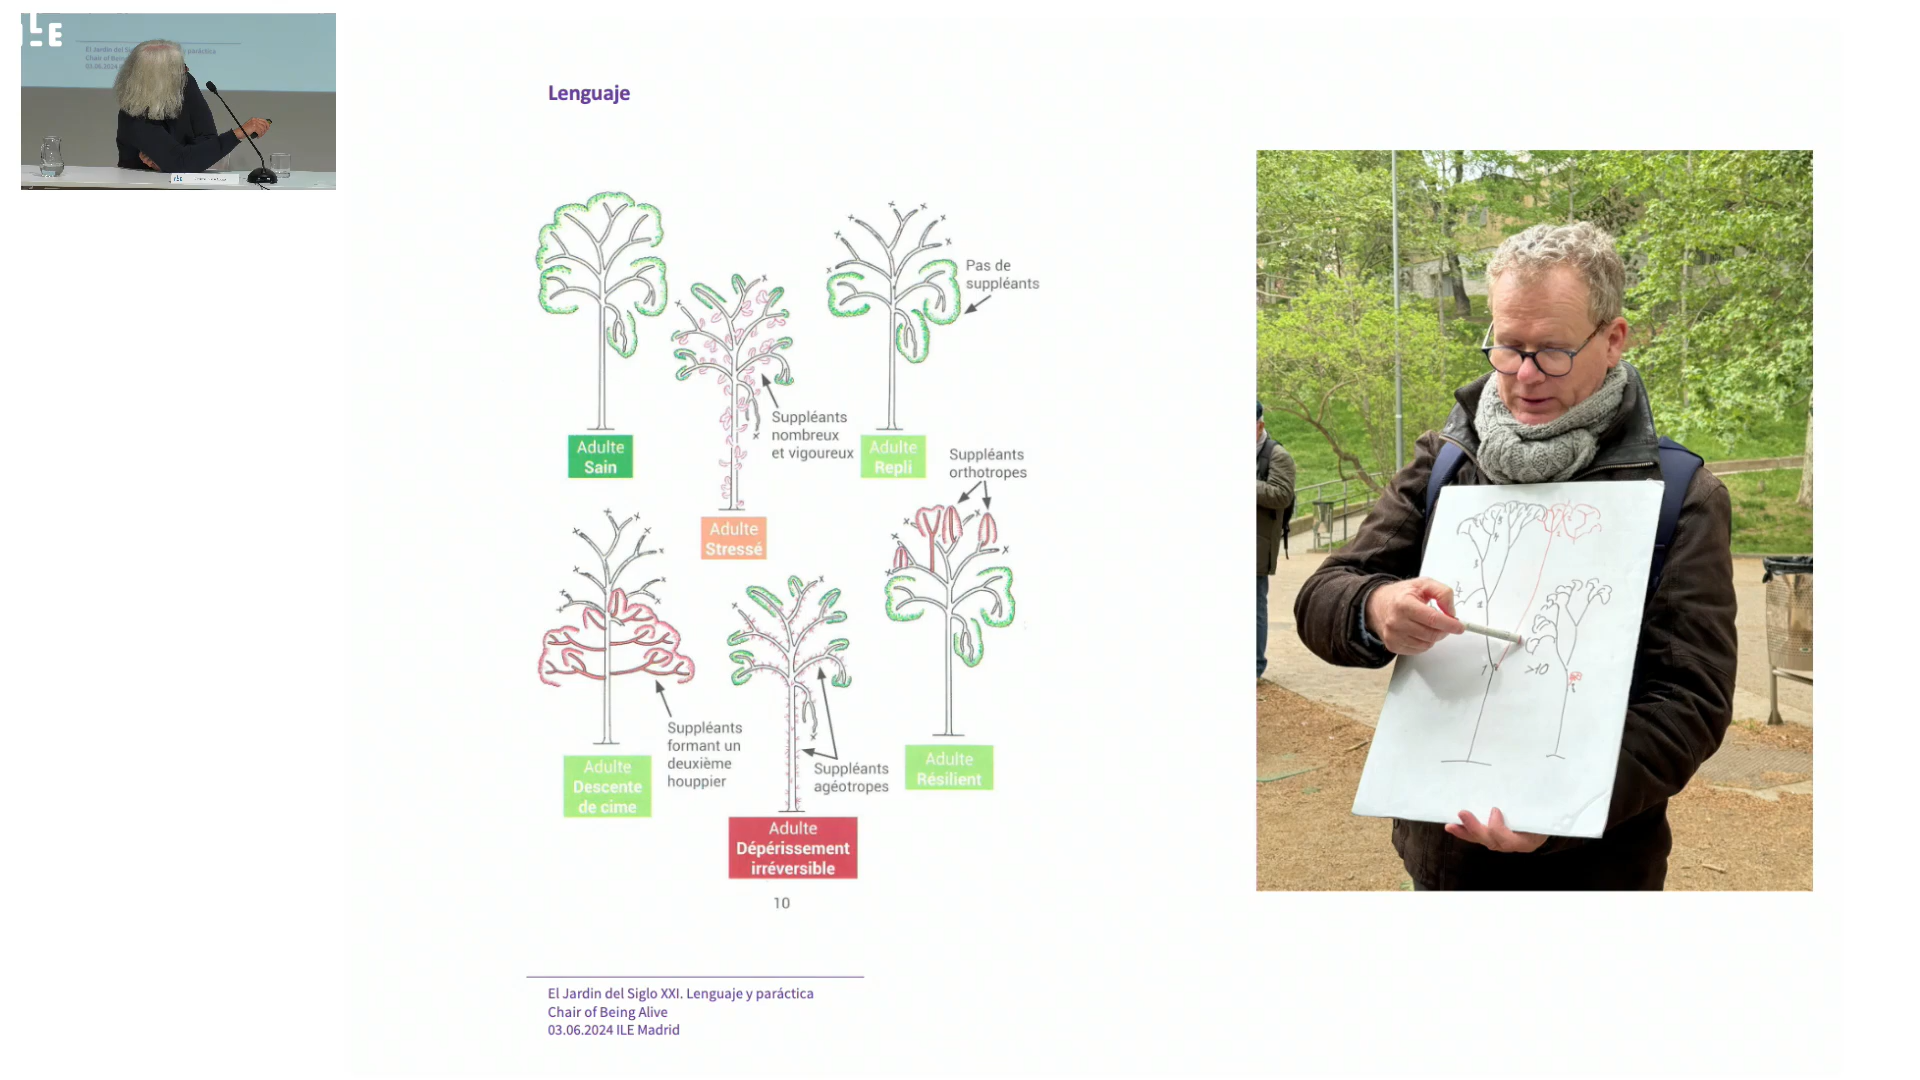 ILE
Lenguaje
Pas de
suppléants
Suppléants
nombreux
et vigoureux
Adulte
Sain
Adulte
Repli
Suppléants
orthotropes
Adulte
Stressé
Suppléants
formant un
deuxième
houppier
Suppléants
agéotropes
Adulte
Résilient
Adulte
Descente
de cime
Adulte
Dépérissement
irréversible
10
>10
El Jardin del Siglo XXI. Lenguaje y paráctica
Chair of Being Alive
03.06.2024 ILE Madrid